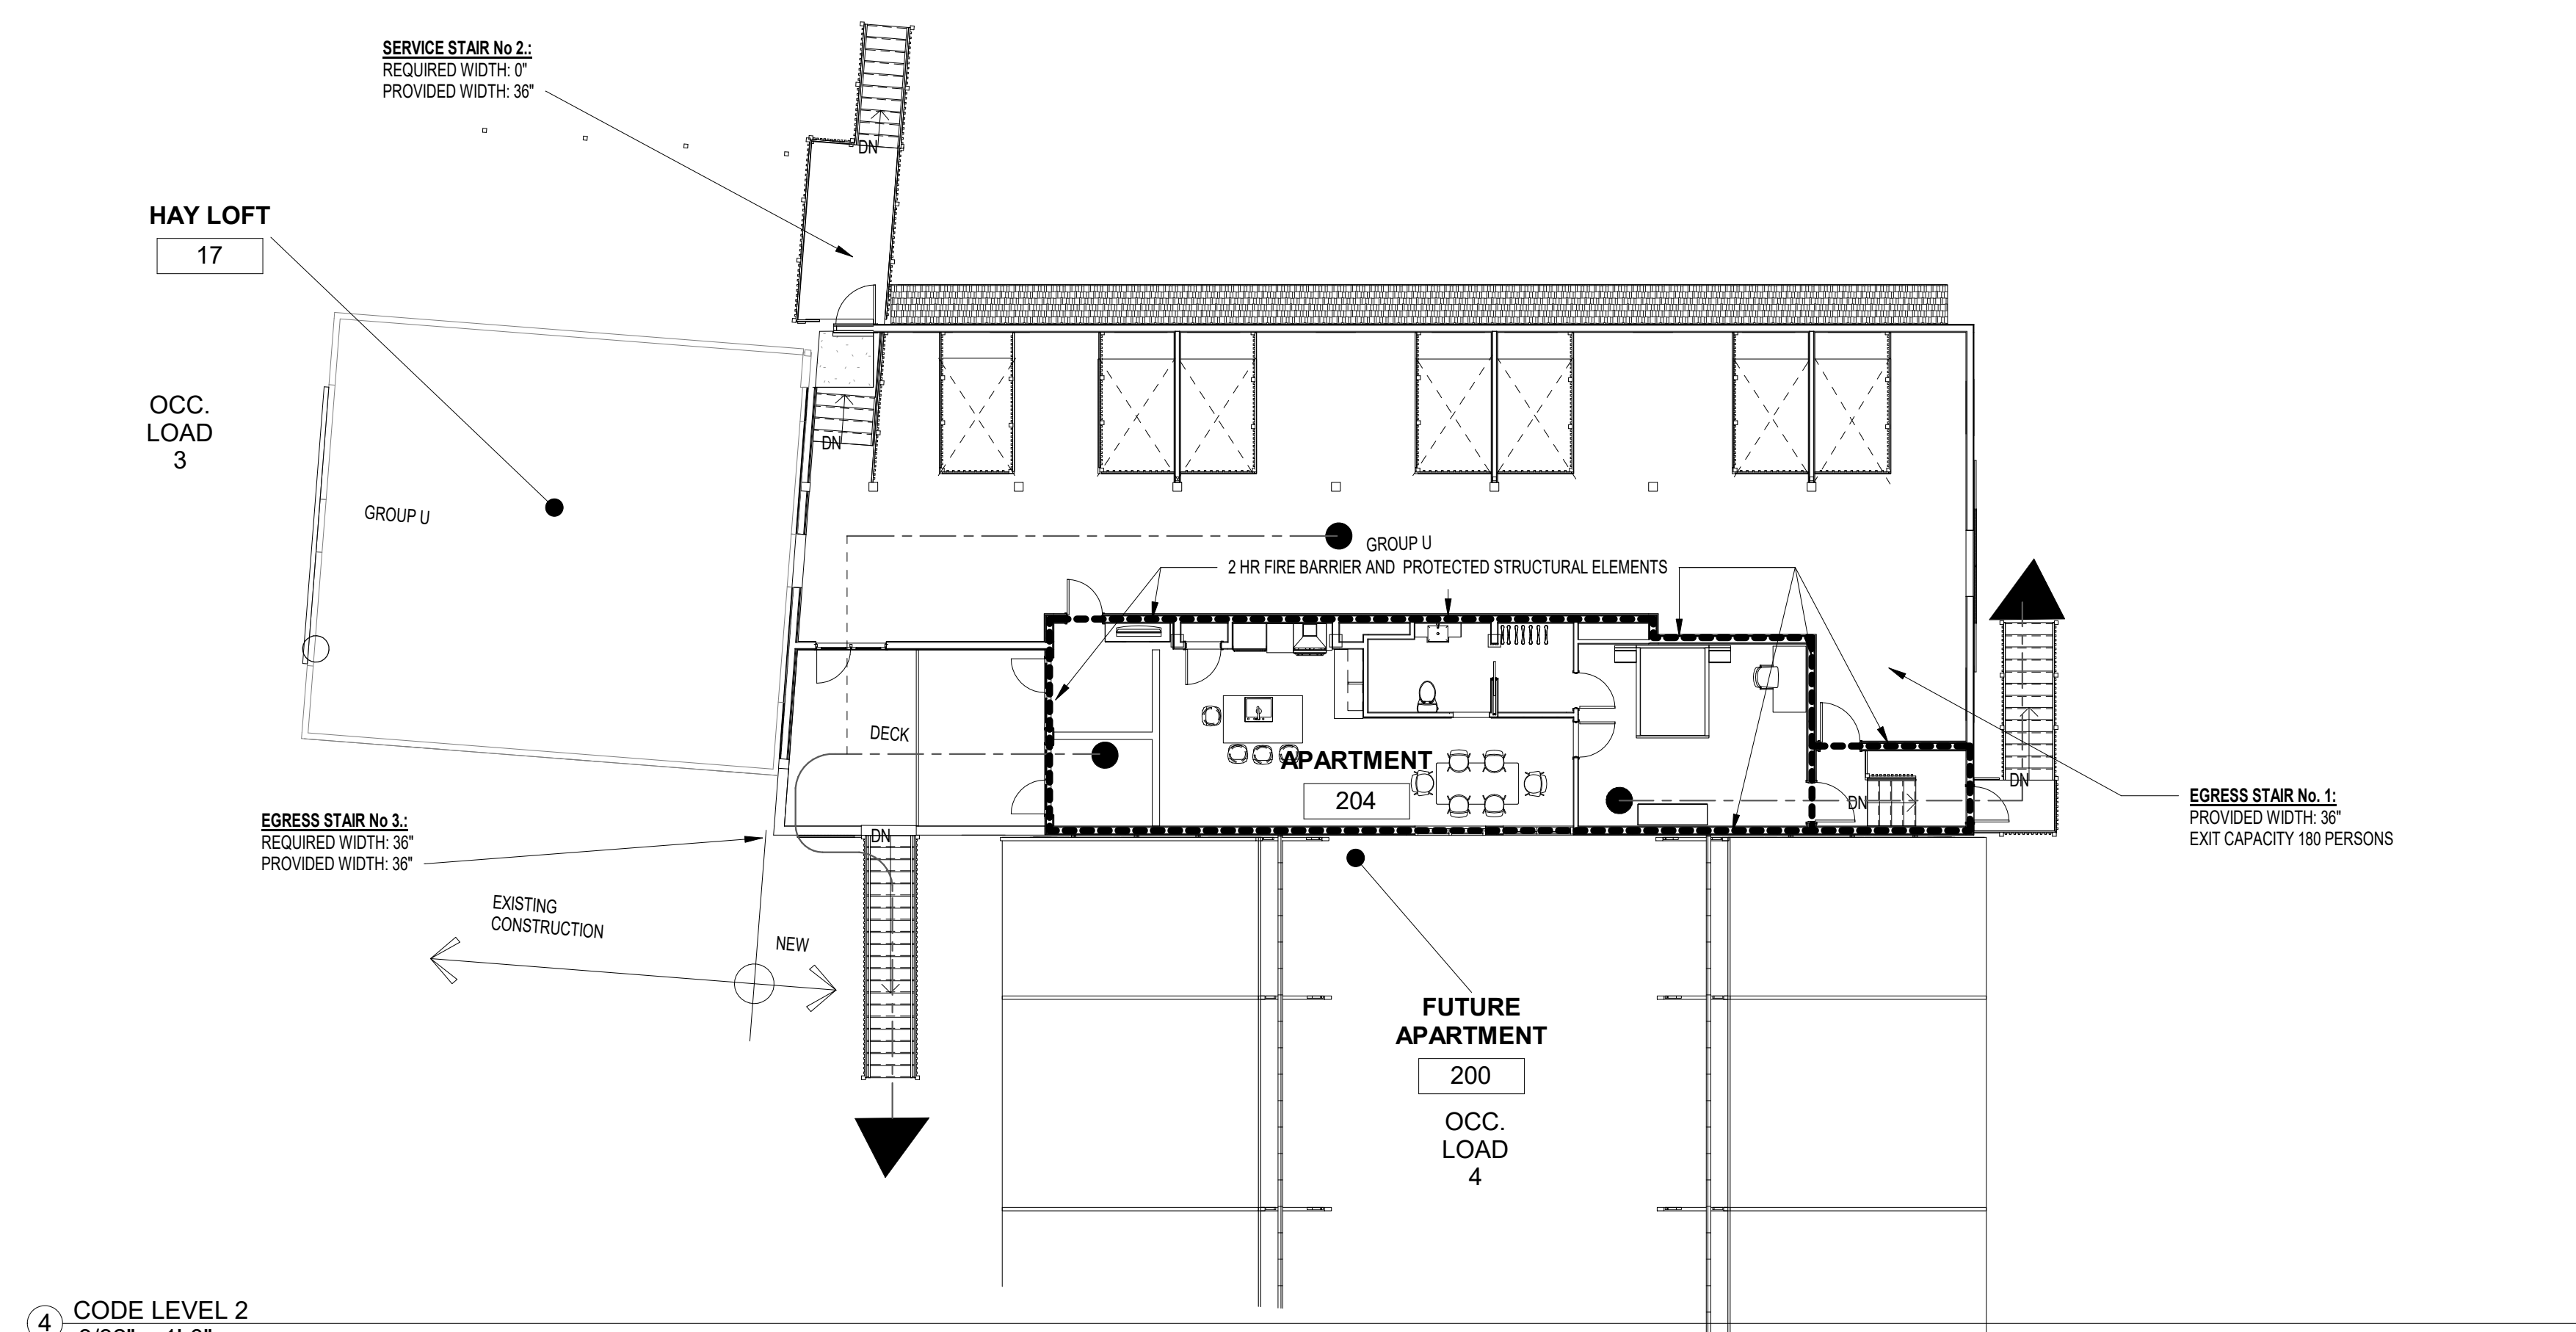 SERVICE STAIR No 2.:
REQUIRED WIDTH: 0"
PROVIDED WIDTH: 36"
DN
HAY LOFT
17
OCC.
LOAD
3
GROUP U
DN
GROUP U
2 HR FIRE BARRIER AND PROTECTED STRUCTURAL ELEMENTS
DECK
APARTMENT
204
DN
DN
DN
EGRESS STAIR No. 1:
PROVIDED WIDTH: 36"
EXIT CAPACITY 180 PERSONS
EGRESS STAIR No 3.:
REQUIRED WIDTH: 36"
PROVIDED WIDTH: 36"
EXISTING
CONSTRUCTION
NEW
FUTURE
APARTMENT
200
OCC.
LOAD
4
4
CODE LEVEL 2